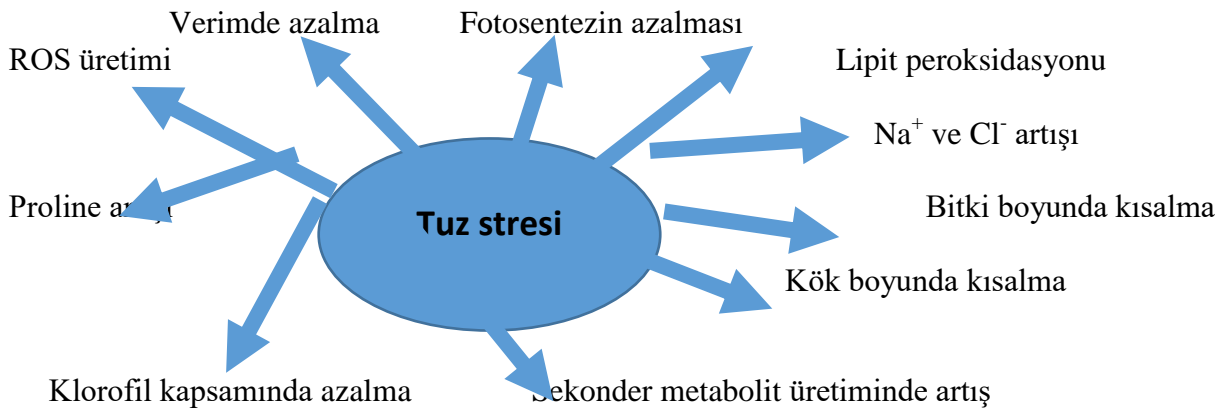 Verimde azalma
Fotosentezin azalması
ROS üretimi
Lipit peroksidasyonu
Na⁺ ve Cl⁻ artışı
Proline artışı
Bitki boyunda kısalma
Tuz stresi
Kök boyunda kısalma
Klorofil kapsamında azalma
Sekonder metabolit üretiminde artış